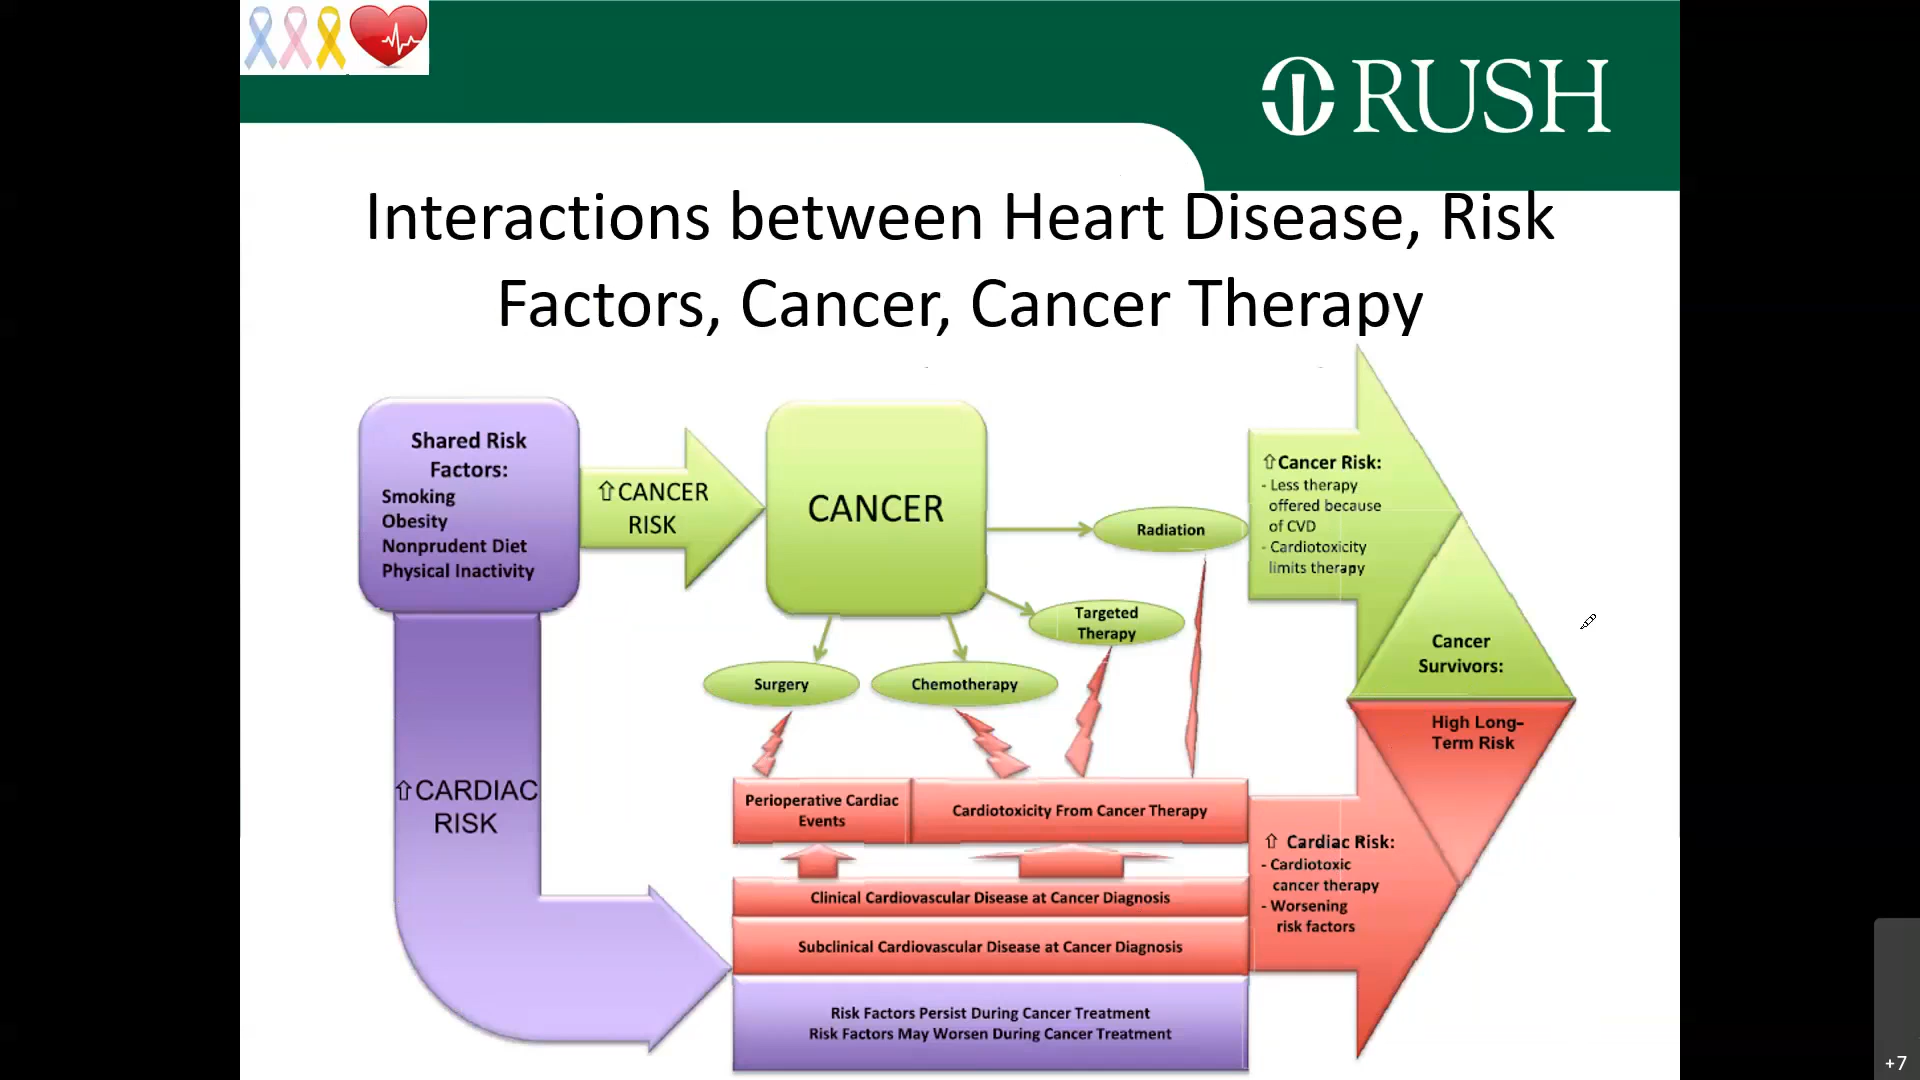 RUSH
Interactions between Heart Disease, Risk
Factors, Cancer, Cancer Therapy
Shared Risk
Factors:
Smoking
Obesity
Nonprudent Diet
Physical Inactivity
⇧CANCER
RISK
CANCER
Radiation
Targeted
Therapy
Surgery
Chemotherapy
⇧Cancer Risk:
- Less therapy
offered because
of CVD
- Cardiotoxicity
limits therapy
Cancer
Survivors:
High Long-
Term Risk
⇧CARDIAC
RISK
Perioperative Cardiac
Events
Cardiotoxicity From Cancer Therapy
Clinical Cardiovascular Disease at Cancer Diagnosis
Subclinical Cardiovascular Disease at Cancer Diagnosis
Risk Factors Persist During Cancer Treatment
Risk Factors May Worsen During Cancer Treatment
⇧ Cardiac Risk:
- Cardiotoxic
cancer therapy
- Worsening
risk factors
+7